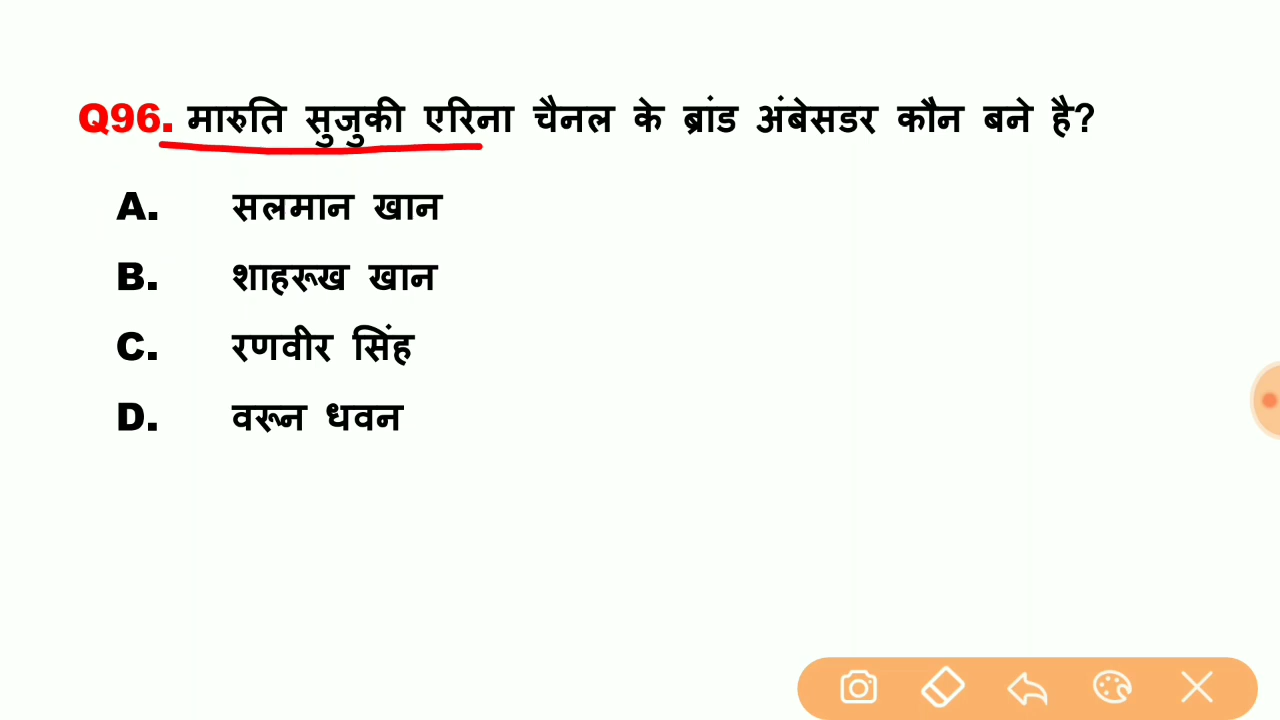 Q96. मारुति सुजुकी एरिना चैनल के ब्रांड अंबेसडर कौन बने है?
A. सलमान खान
B. शाहरूख खान
C. रणवीर सिंह
D. वरून धवन